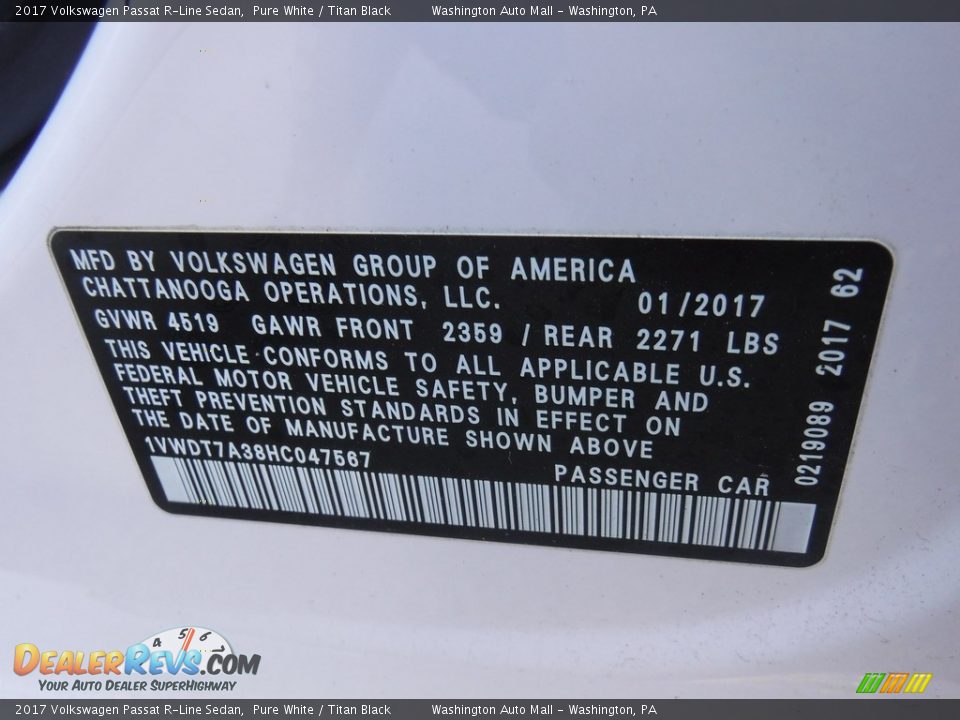 2017 Volkswagen Passat R-Line Sedan, Pure White / Titan Black Washington Auto Mall - Washington, PA
MFD BY VOLKSWAGEN GROUP OF AMERICA
CHATTANOOGA OPERATIONS, LLC. 01/2017
GVWR 4519 GAWR FRONT 2359 / REAR 2271 LBS
THIS VEHICLE CONFORMS TO ALL APPLICABLE U.S.
FEDERAL MOTOR VEHICLE SAFETY, BUMPER AND
THEFT PREVENTION STANDARDS IN EFFECT ON
THE DATE OF MANUFACTURE SHOWN ABOVE
1VWDT7A38HC047567
PASSENGER CAR
0219089 2017 62
4 5 6 7
DEALERREVS.COM
YOUR AUTO DEALER SUPERHIGHWAY
2017 Volkswagen Passat R-Line Sedan, Pure White / Titan Black Washington Auto Mall - Washington, PA